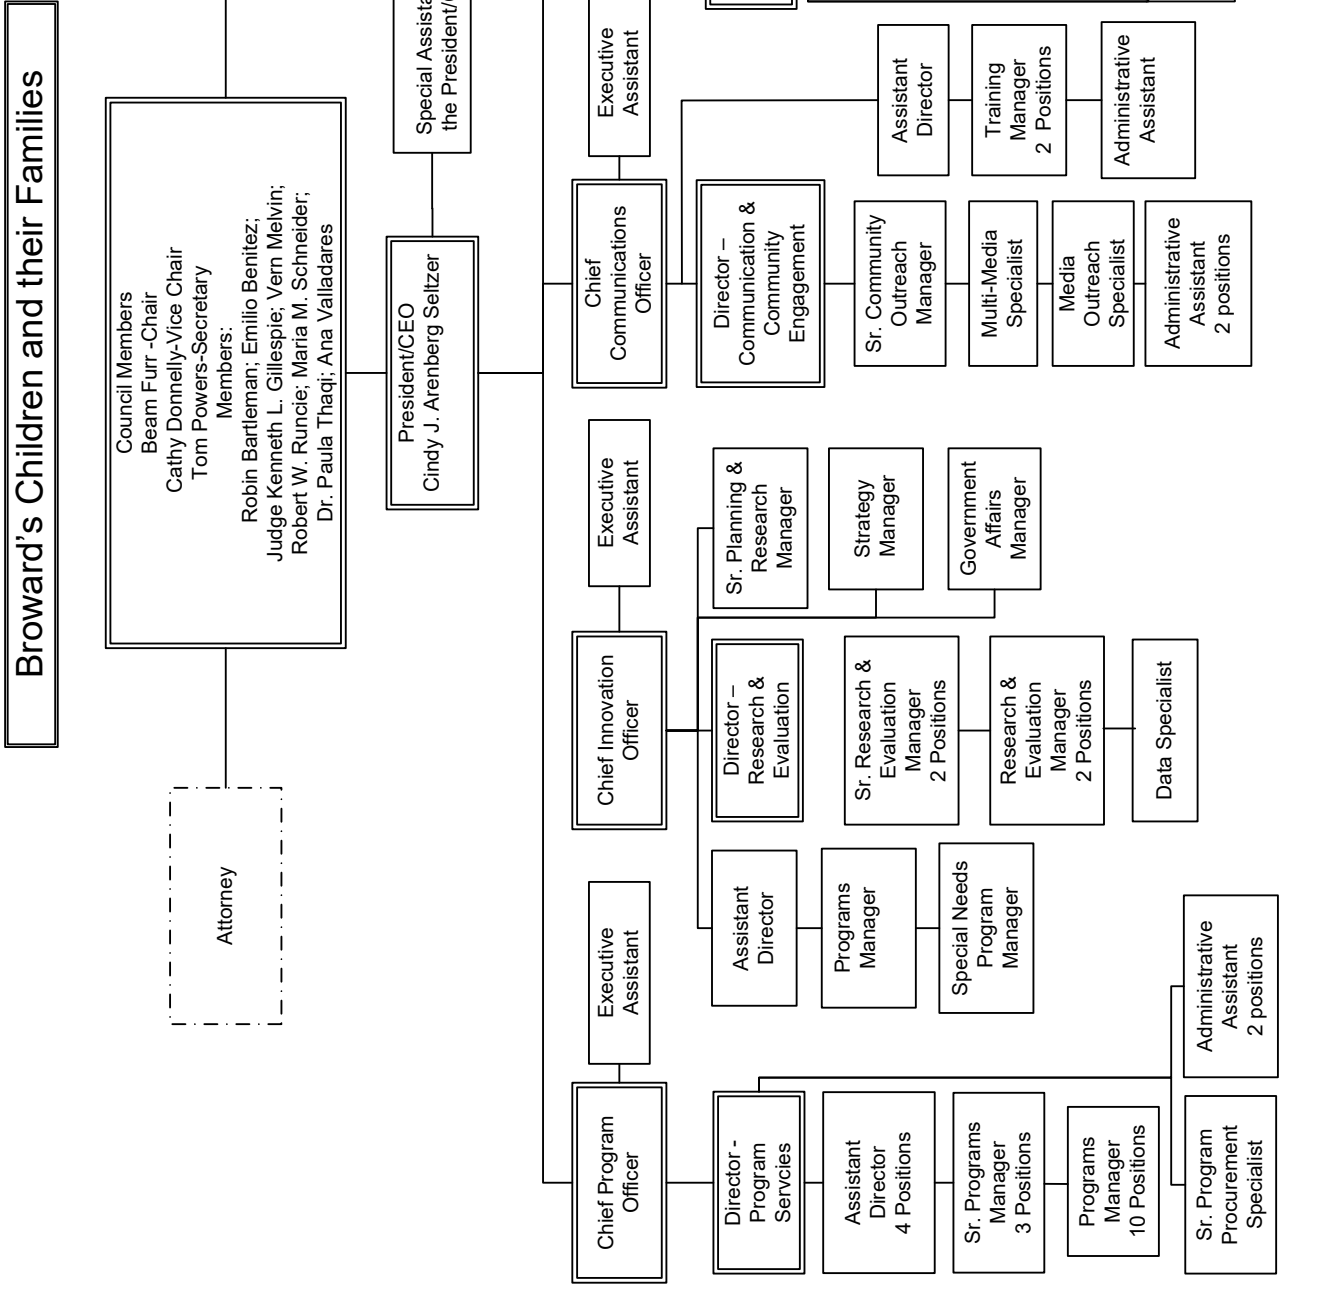 Broward's Children and their Families
Council Members
Beam Furr -Chair
Cathy Donnelly-Vice Chair
Tom Powers-Secretary
Members:
Robin Bartleman; Emilio Benitez;
Judge Kenneth L. Gillespie; Vern Melvin;
Robert W. Runcie; Maria M. Schneider;
Dr. Paula Thaqi; Ana Valladares
Attorney
President/CEO
Cindy J. Arenberg Seltzer
Special
the
Chief Program
Officer
Executive
Assistant
Director -
Program
Servcies
Assistant
Director
4 Positions
Sr. Programs
Manager
3 Positions
Programs
Manager
10 Positions
Sr. Program
Procurement
Specialist
Administrative
Assistant
2 positions
Chief Innovation
Officer
Executive
Assistant
Assistant
Director
Programs
Manager
Special Needs
Program
Manager
Director –
Research &
Evaluation
Sr. Research &
Evaluation
Manager
2 Positions
Research &
Evaluation
Manager
2 Positions
Data Specialist
Sr. Planning &
Research
Manager
Strategy
Manager
Government
Affairs
Manager
Chief
Communications
Officer
Executive
Assistant
Director –
Communication &
Community
Engagement
Sr. Community
Outreach
Manager
Multi-Media
Specialist
Media
Outreach
Specialist
Administrative
Assistant
2 positions
Assistant
Director
Training
Manager
2 Positions
Administrative
Assistant